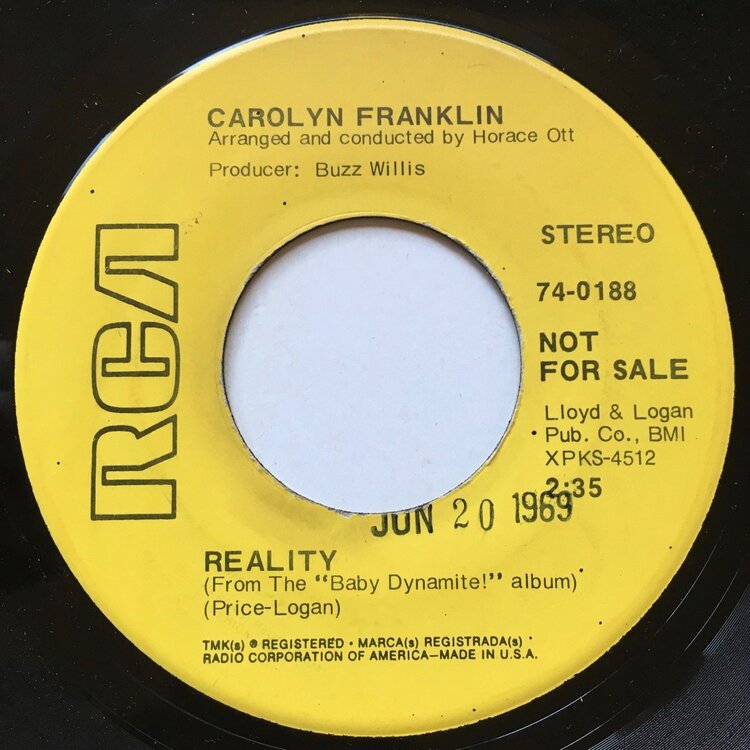 CAROLYN FRANKLIN
Arranged and conducted by Horace Ott
Producer: Buzz Willis
RCA
STEREO
74-0188
NOT
FOR SALE
Lloyd & Logan
Pub. Co., BMI
XPKS-4512
2:35
JUN 20 1969
REALITY
(From The "Baby Dynamite!" album)
(Price-Logan)
TMK(s) ® REGISTERED • MARCA(s) REGISTRADA(s)
RADIO CORPORATION OF AMERICA—MADE IN U.S.A.